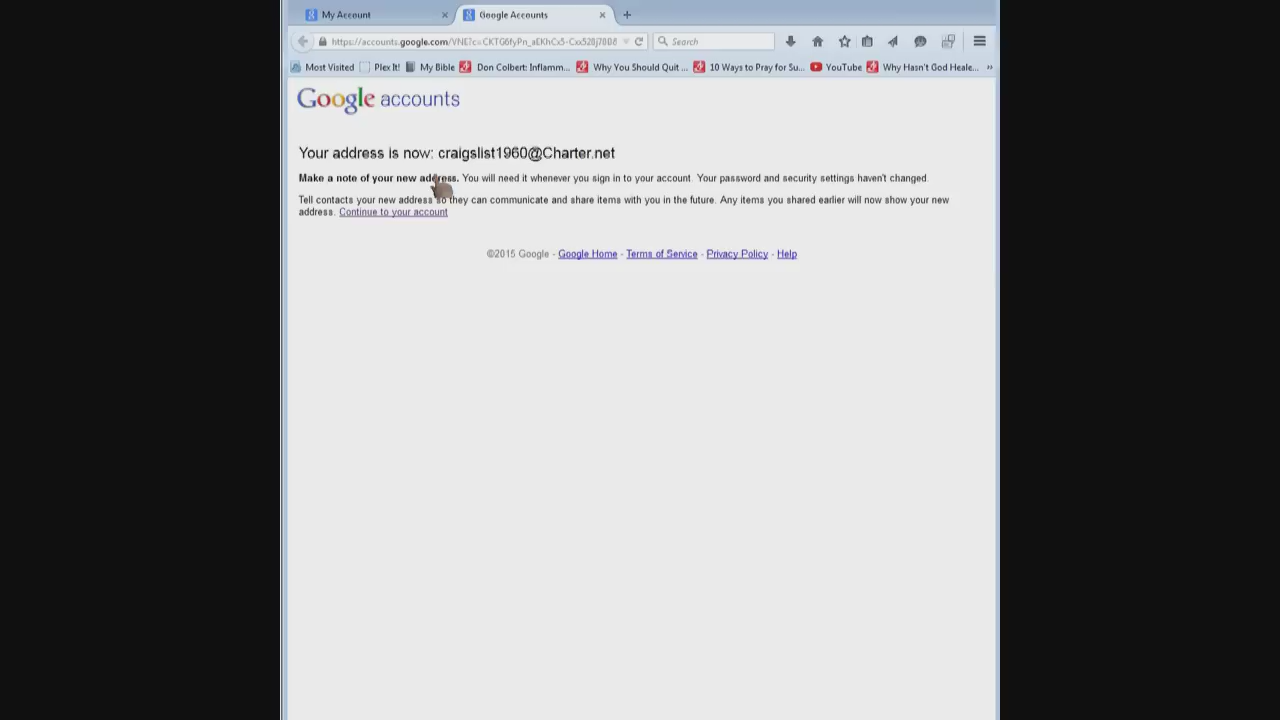 My Account
Google Accounts
Search
Most Visited Plex It! My Bible Don Colbert: Inflamm... Why You Should Quit ... 10 Ways to Pray for Su... YouTube Why Hasn't God Heale... »
Google accounts
Your address is now: craigslist1960@Charter.net
Make a note of your new address. You will need it whenever you sign in to your account. Your password and security settings haven't changed.
Tell contacts your new address so they can communicate and share items with you in the future. Any items you shared earlier will now show your new
address. Continue to your account
©2015 Google - Google Home - Terms of Service - Privacy Policy - Help